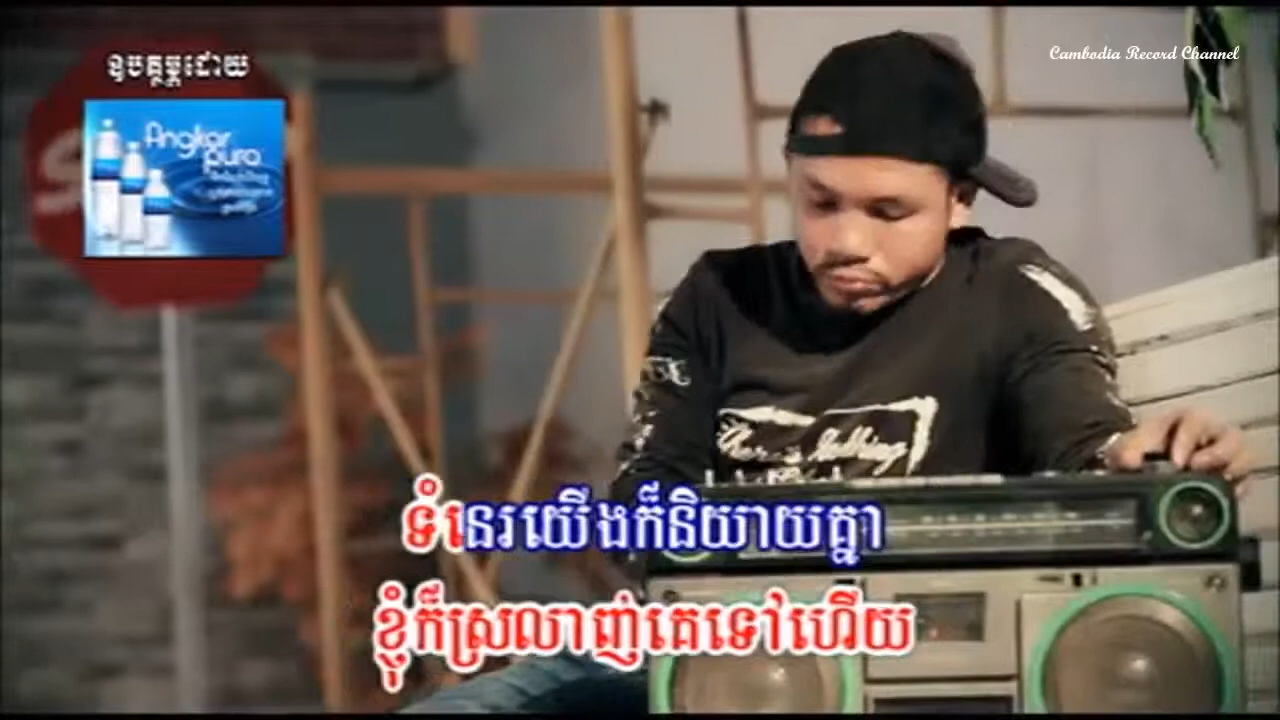 ឧបត្ថម្ភដោយ
Cambodia Record Channel
Angkor
puro
ទំនេរយើងក៏និយាយគ្នា
ខ្ញុំក៏ស្រលាញ់គេទៅហើយ